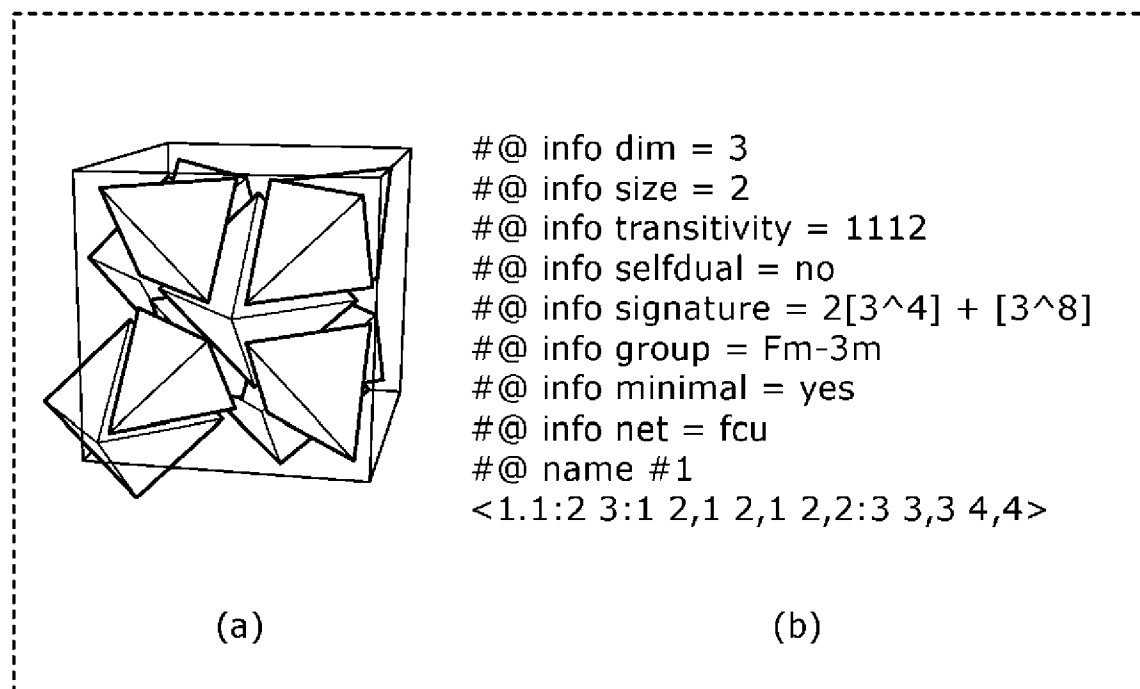 #@ info dim = 3
#@ info size = 2
#@ info transitivity = 1112
#@ info selfdual = no
#@ info signature = 2[3^4] + [3^8]
#@ info group = Fm-3m
#@ info minimal = yes
#@ info net = fcu
#@ name #1
<1.1:2 3:1 2,1 2,1 2,2:3 3,3 4,4>
(a)
(b)